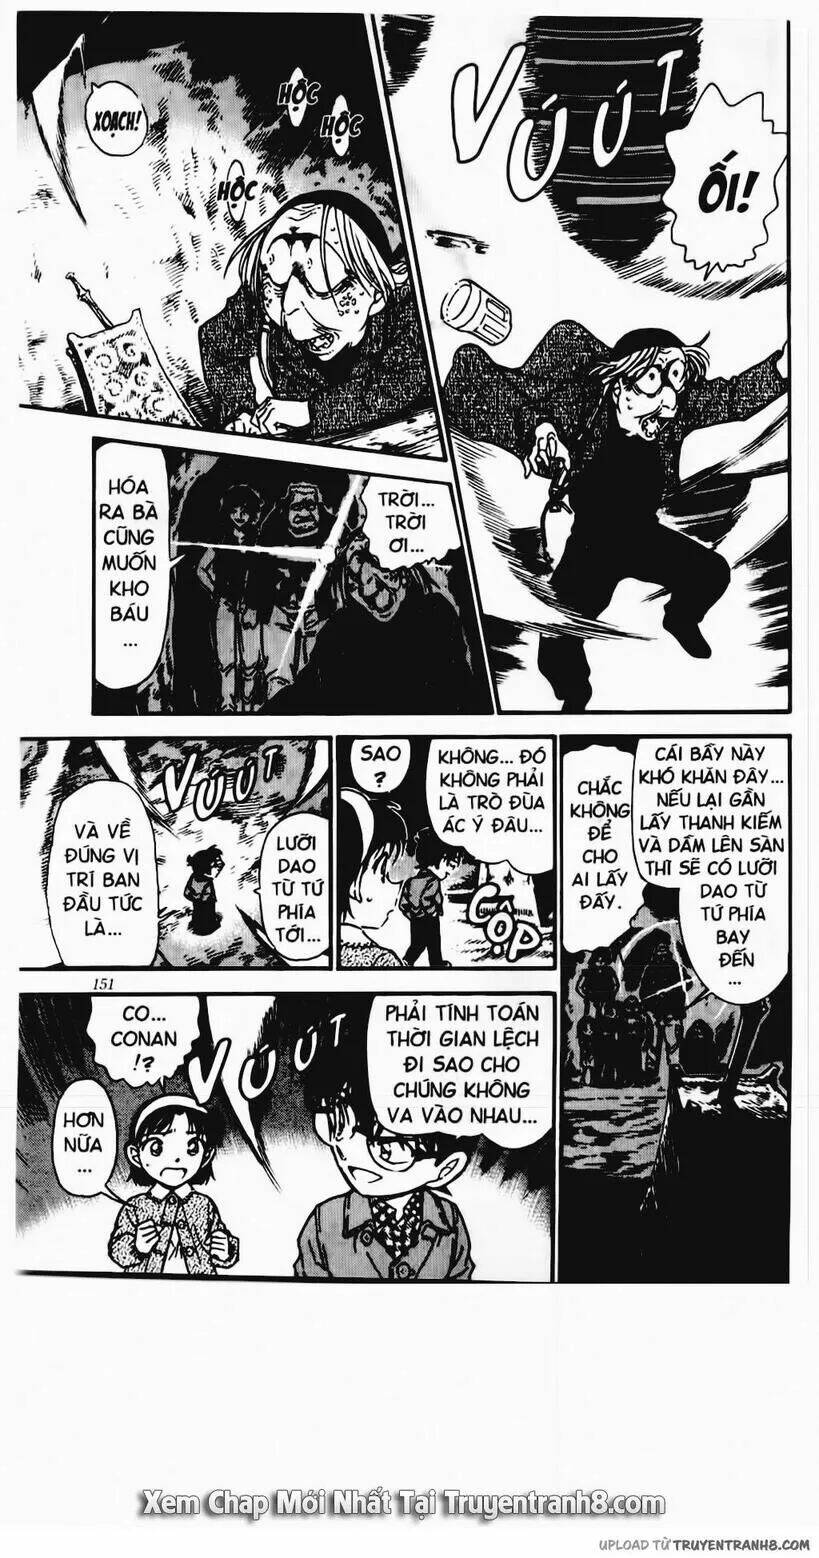 VÚÚT
ỐI!
XOẠCH!
HỘC
HỘC
HỘC
TRỜI...
TRỜI
ƠI...
HÓA
RA BÀ
CŨNG
MUỐN
KHO
BÁU
...
CÁI BẪY NÀY
KHÓ KHĂN ĐÂY...
NẾU LẠI GẦN
LẤY THANH KIẾM
VÀ DẪM LÊN SÀN
THÌ SẼ CÓ LƯỠI
DAO TỪ
TỨ PHÍA
BAY
ĐẾN
...
CHẮC
KHÔNG
ĐỂ
CHO
AI LẤY
ĐẤY.
KHÔNG... ĐÓ
KHÔNG PHẢI
LÀ TRÒ ĐÙA
ÁC Ý ĐÂU...
SAO
?
CỘP
VÚÚT
LƯỠI
DAO TỪ TỨ
PHÍA
TỚI...
VÀ VỀ
ĐÚNG VỊ
TRÍ BAN
ĐẦU TỨC
LÀ...
151
PHẢI TÍNH TOÁN
THỜI GIAN LỆCH
ĐI SAO CHO
CHÚNG KHÔNG
VA VÀO NHAU...
VÚÚT
CO...
CONAN
!?
HƠN
NỮA
...
Xem Chap Mới Nhất Tại Truyentranh8.com
UPLOAD TỪ TRUYENTRANH8.COM